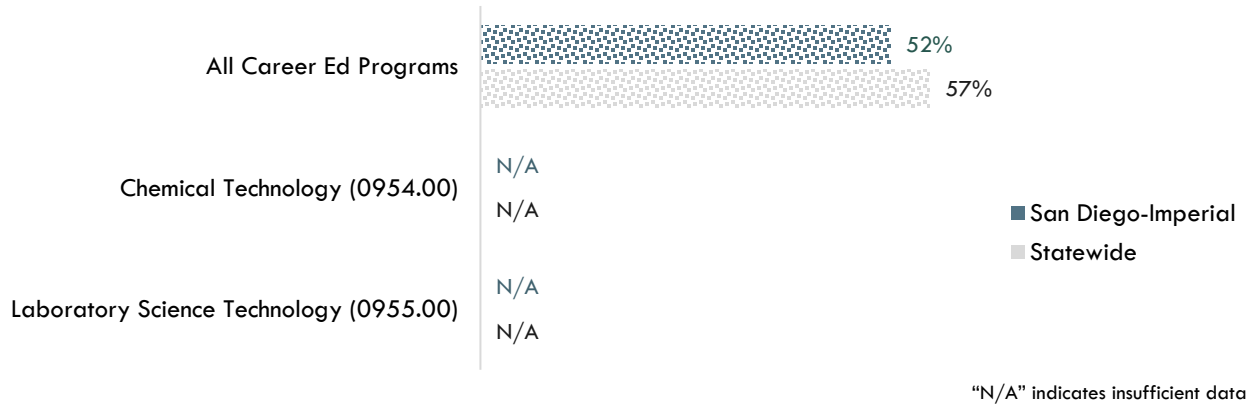 All Career Ed Programs
52%
57%
Chemical Technology (0954.00)
N/A
N/A
Laboratory Science Technology (0955.00)
N/A
N/A
San Diego-Imperial
Statewide
“N/A” indicates insufficient data